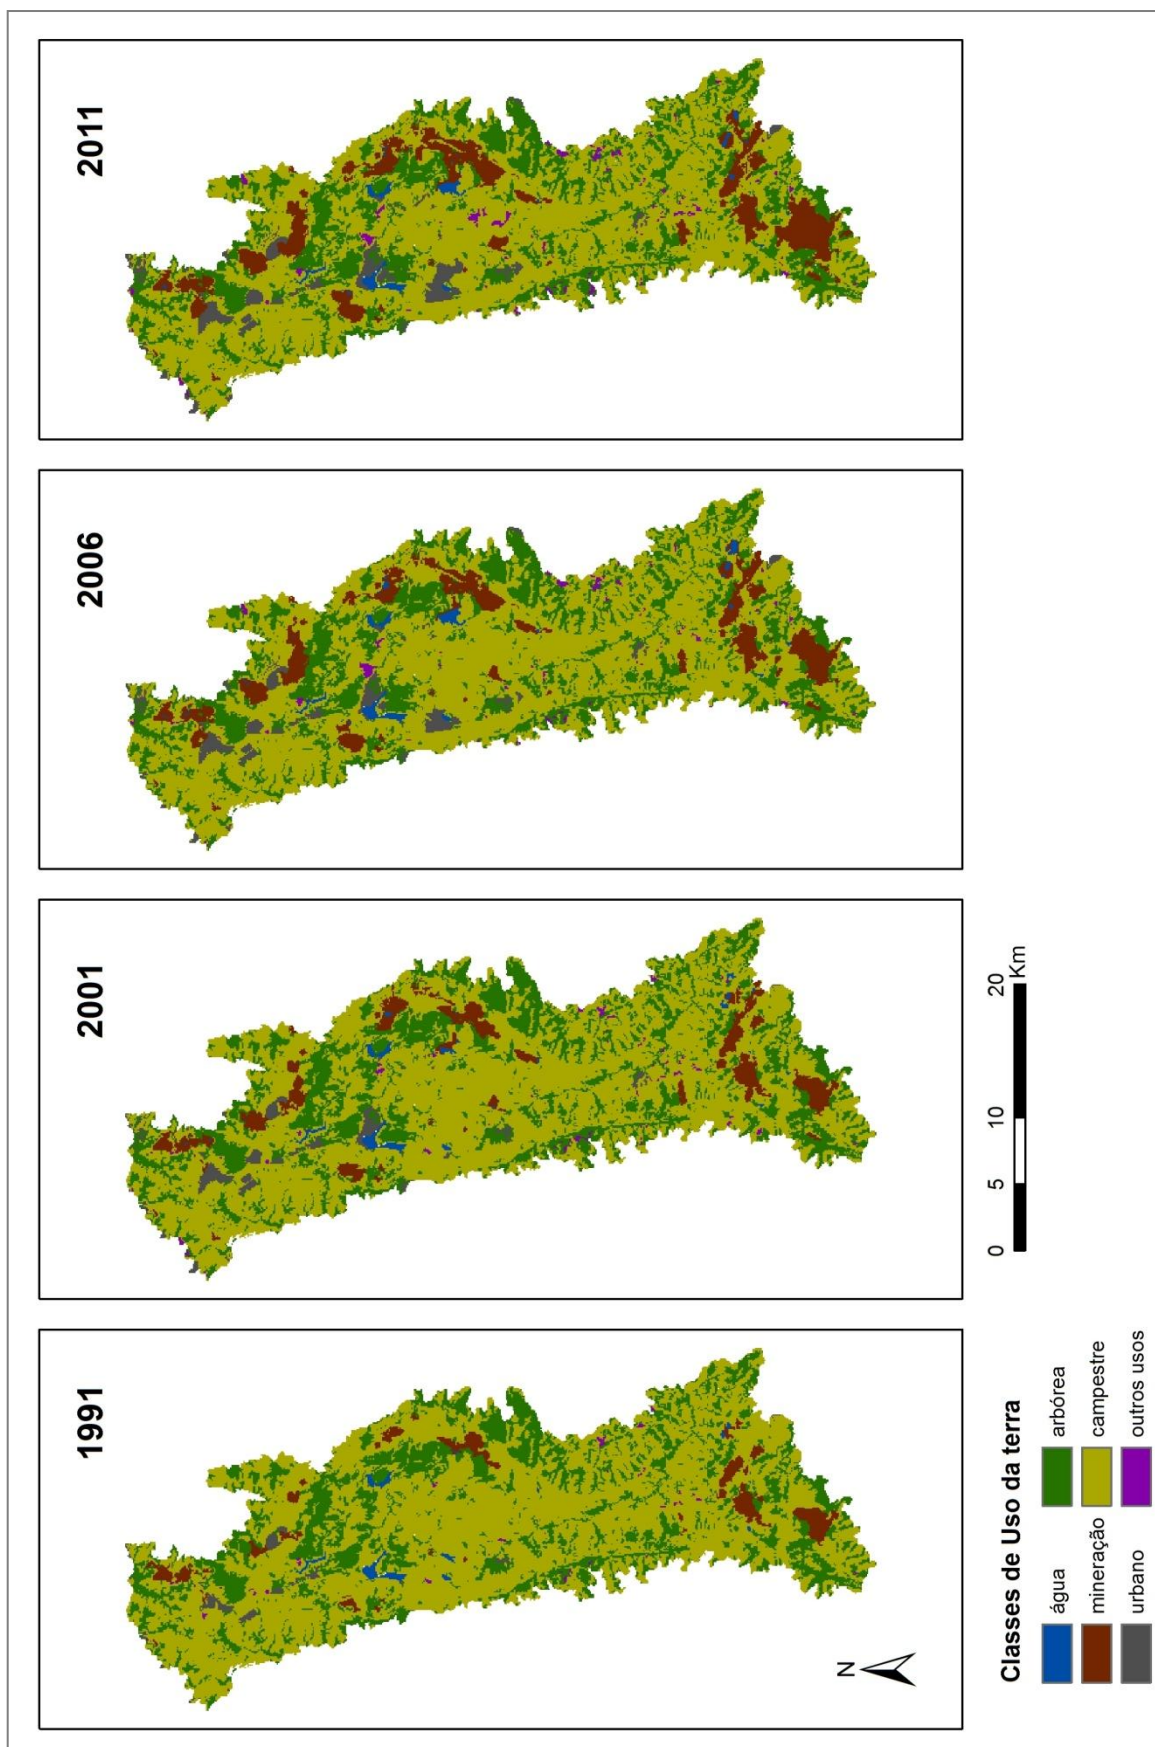 1991
2001
2006
2011
N
Classes de Uso da terra
água
arbórea
mineração
campestre
urbano
outros usos
0 5 10 20
Km